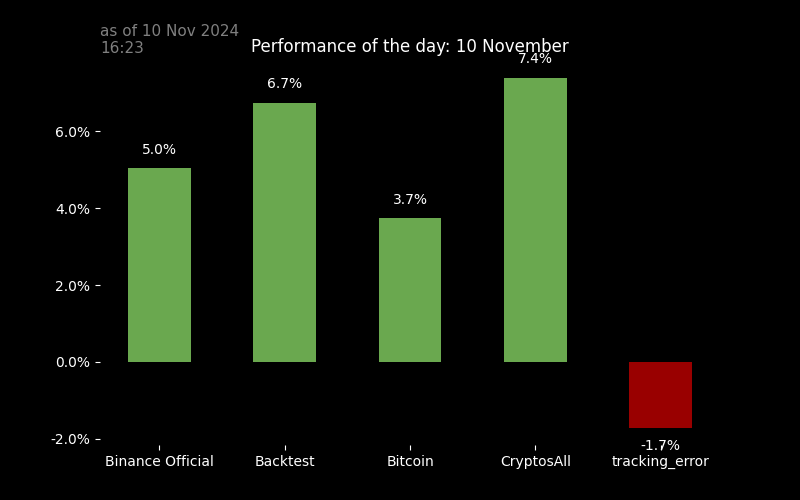 as of 10 Nov 2024
16:23
Performance of the day: 10 November
7.4%
6.7%
6.0%
5.0%
4.0%
3.7%
2.0%
0.0%
-2.0%
-1.7%
Binance Official
Backtest
Bitcoin
CryptosAll
tracking_error